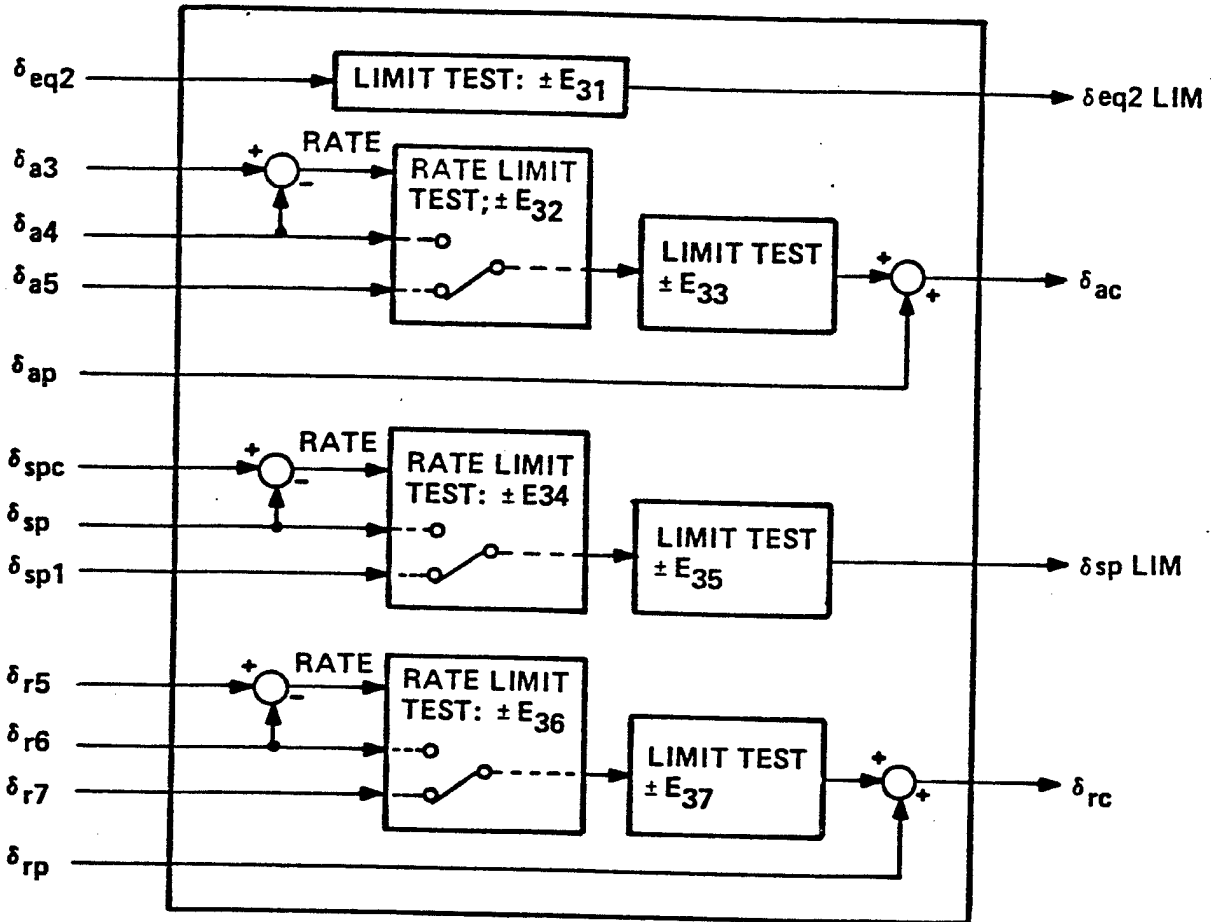 δeq2
LIMIT TEST: ± E31
δeq2 LIM
δa3
+
-
RATE
RATE LIMIT
TEST; ± E32
δa4
δa5
LIMIT TEST
± E33
+
+
δac
δap
δspc
+
-
RATE
RATE LIMIT
TEST: ± E34
δsp
δsp1
LIMIT TEST
± E35
δsp LIM
δr5
+
-
RATE
RATE LIMIT
TEST: ± E36
δr6
δr7
LIMIT TEST
± E37
+
+
δrc
δrp